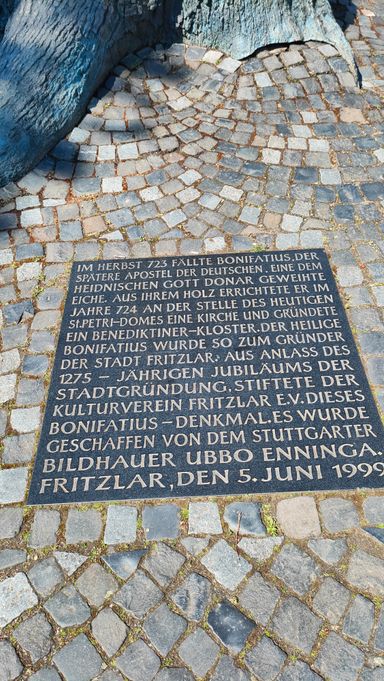 IM HERBST 723 FÄLLTE BONIFATIUS, DER
SPÄTERE APOSTEL DER DEUTSCHEN, EINE DEM
HEIDNISCHEN GOTT DONAR GEWEIHTE
EICHE. AUS IHREM HOLZ ERRICHTETE ER IM
JAHRE 724 AN DER STELLE DES HEUTIGEN
ST.PETRI-DOMES EINE KIRCHE UND GRÜNDETE
EIN BENEDIKTINER-KLOSTER. DER HEILIGE
BONIFATIUS WURDE SO ZUM GRÜNDER
DER STADT FRITZLAR. AUS ANLASS DES
1275 – JÄHRIGEN JUBILÄUMS DER
STADTGRÜNDUNG, STIFTETE DER
KULTURVEREIN FRITZLAR E.V. DIESES
BONIFATIUS – DENKMAL. ES WURDE
GESCHAFFEN VON DEM STUTTGARTER
BILDHAUER UBBO ENNINGA.
FRITZLAR, DEN 5. JUNI 1999